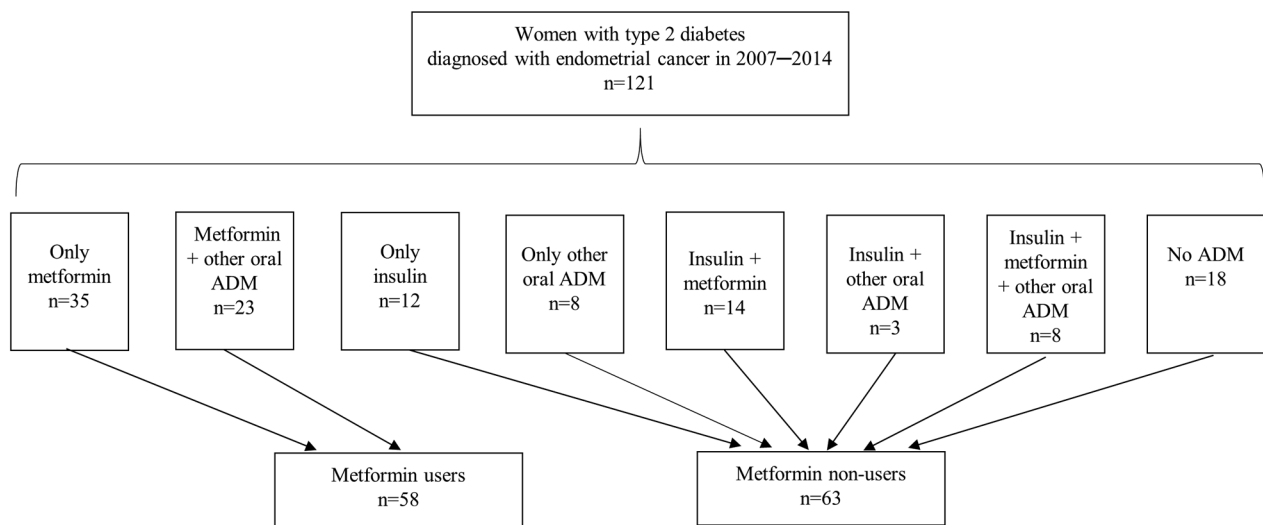 Women with type 2 diabetes
diagnosed with endometrial cancer in 2007—2014
n=121
Only
metformin
n=35
Metformin
+ other oral
ADM
n=23
Only
insulin
n=12
Only other
oral ADM
n=8
Insulin +
metformin
n=14
Insulin +
other oral
ADM
n=3
Insulin +
metformin
+ other oral
ADM
n=8
No ADM
n=18
Metformin users
n=58
Metformin non-users
n=63